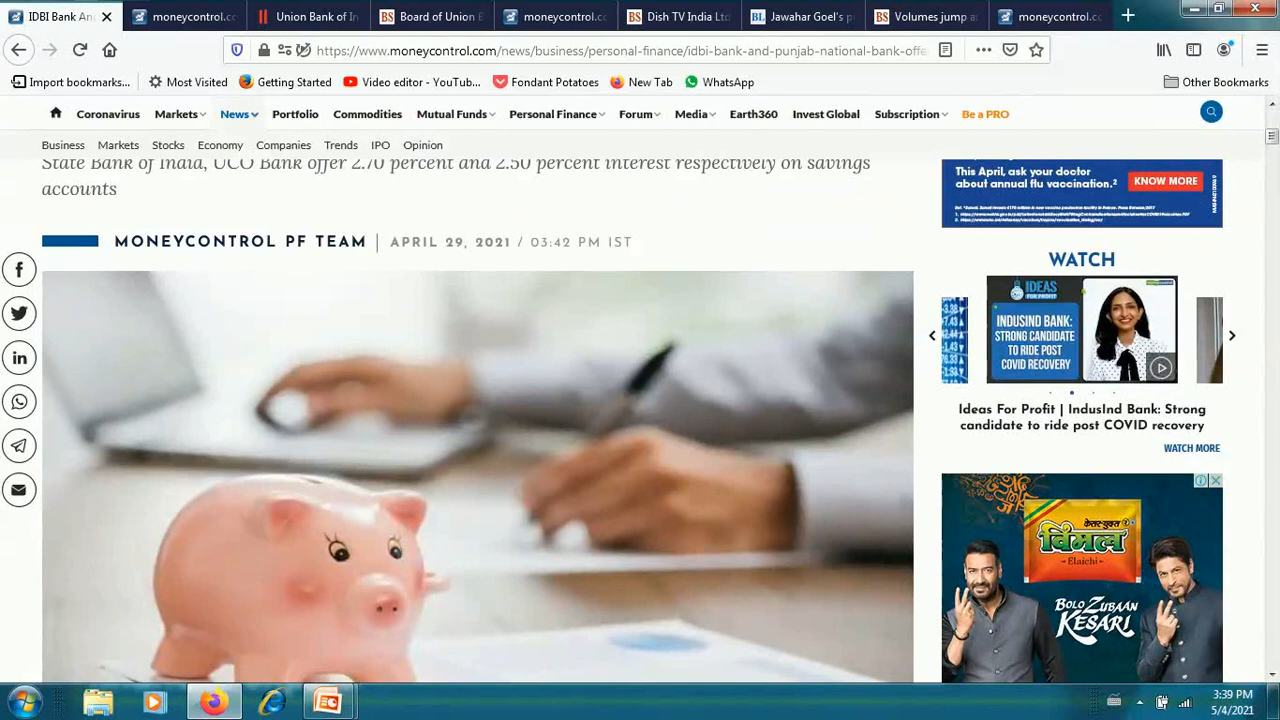 IDBI Bank An
moneycontrol.co
Union Bank of In
Board of Union B
moneycontrol.co
Dish TV India Ltd
Jawahar Goel's p
Volumes jump a
moneycontrol.co
https://www.moneycontrol.com/news/business/personal-finance/idbi-bank-and-punjab-national-bank-offe
Import bookmarks...
Most Visited
Getting Started
Video editor - YouTub...
Fondant Potatoes
New Tab
WhatsApp
Other Bookmarks
Coronavirus Markets News Portfolio Commodities Mutual Funds Personal Finance Forum Media Earth360 Invest Global Subscription Be a PRO
Business Markets Stocks Economy Companies Trends IPO Opinion
State Bank of India, UCO Bank offer 2.70 percent and 2.50 percent interest respectively on savings
accounts
MONEYCONTROL PF TEAM | APRIL 29, 2021 / 03:42 PM IST
This April, ask your doctor
about annual flu vaccination.²
KNOW MORE
WATCH
IDEAS
FOR PROFIT
INDUSIND BANK:
STRONG CANDIDATE
TO RIDE POST
COVID RECOVERY
Ideas For Profit | IndusInd Bank: Strong
candidate to ride post COVID recovery
WATCH MORE
केसर-युक्त
विमल
Elaichi
BOLO ZUBAAN
KESARI
3:39 PM
5/4/2021